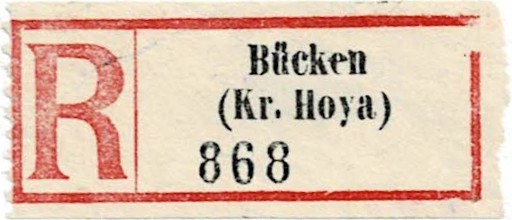 R
Bücken
(Kr. Hoya)
868